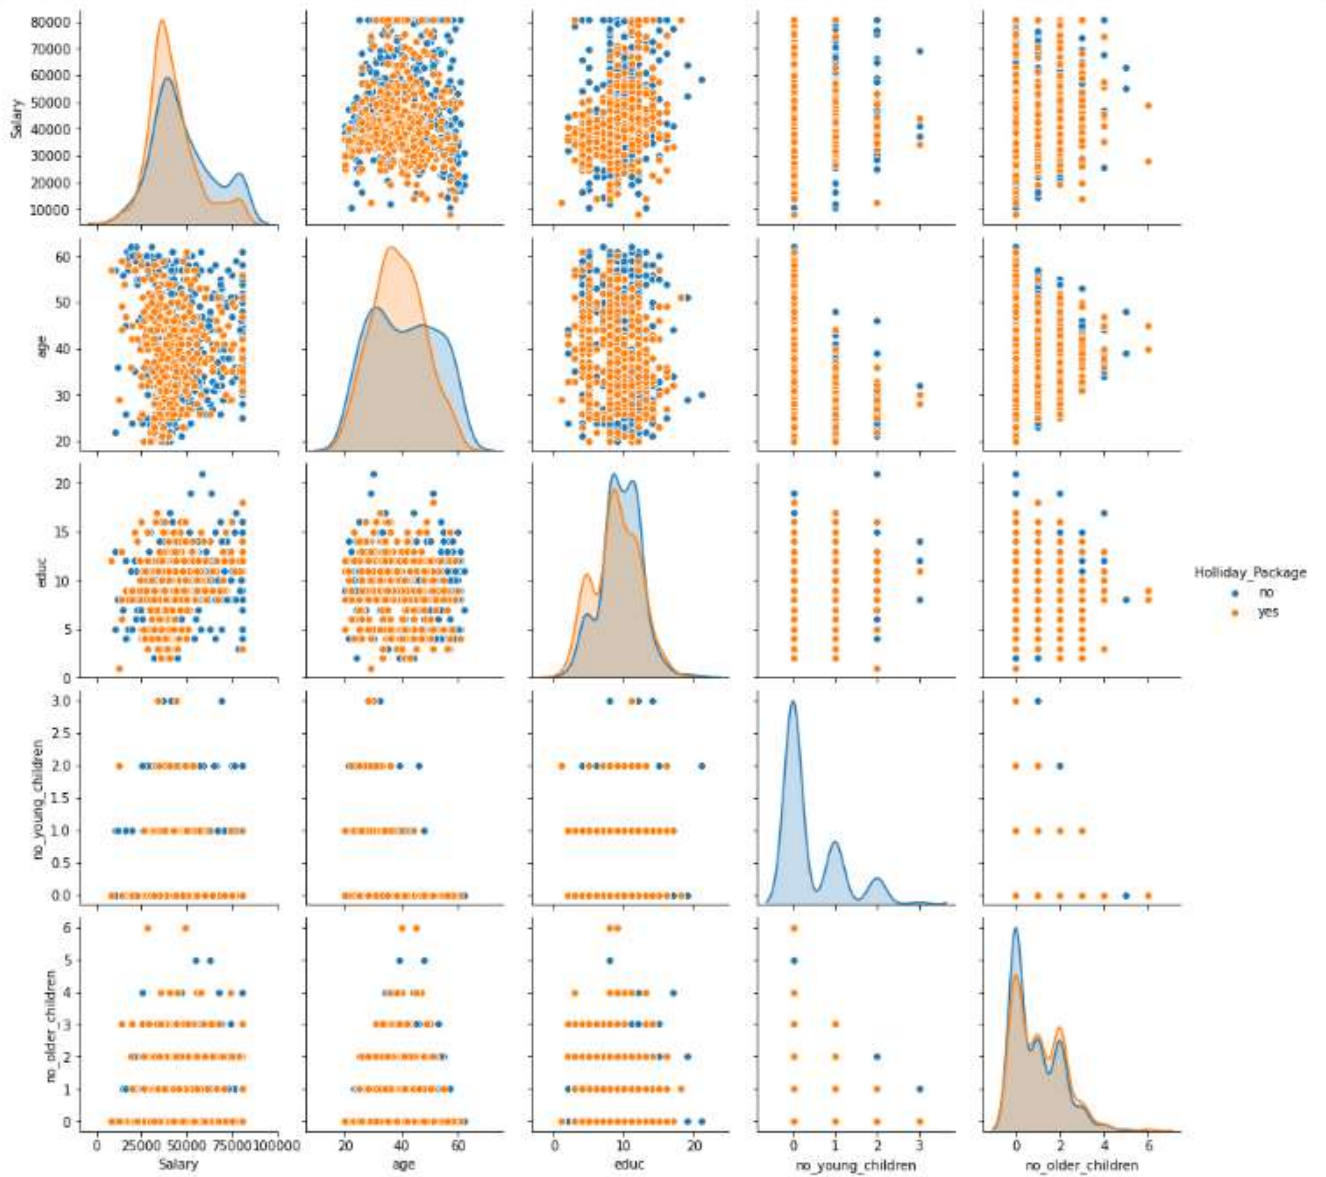 80000
70000
60000
50000
40000
30000
20000
10000
Salary
60
50
40
30
20
age
20
15
10
5
0
educ
Holliday_Package
no
yes
3.0
2.5
2.0
1.5
1.0
0.5
0.0
no_young_children
6
5
4
3
2
1
0
no_older_children
0 25000 50000 75000 100000
20 40 60
0 10 20
0 1 2 3
0 2 4 6
Salary
age
educ
no_young_children
no_older_children